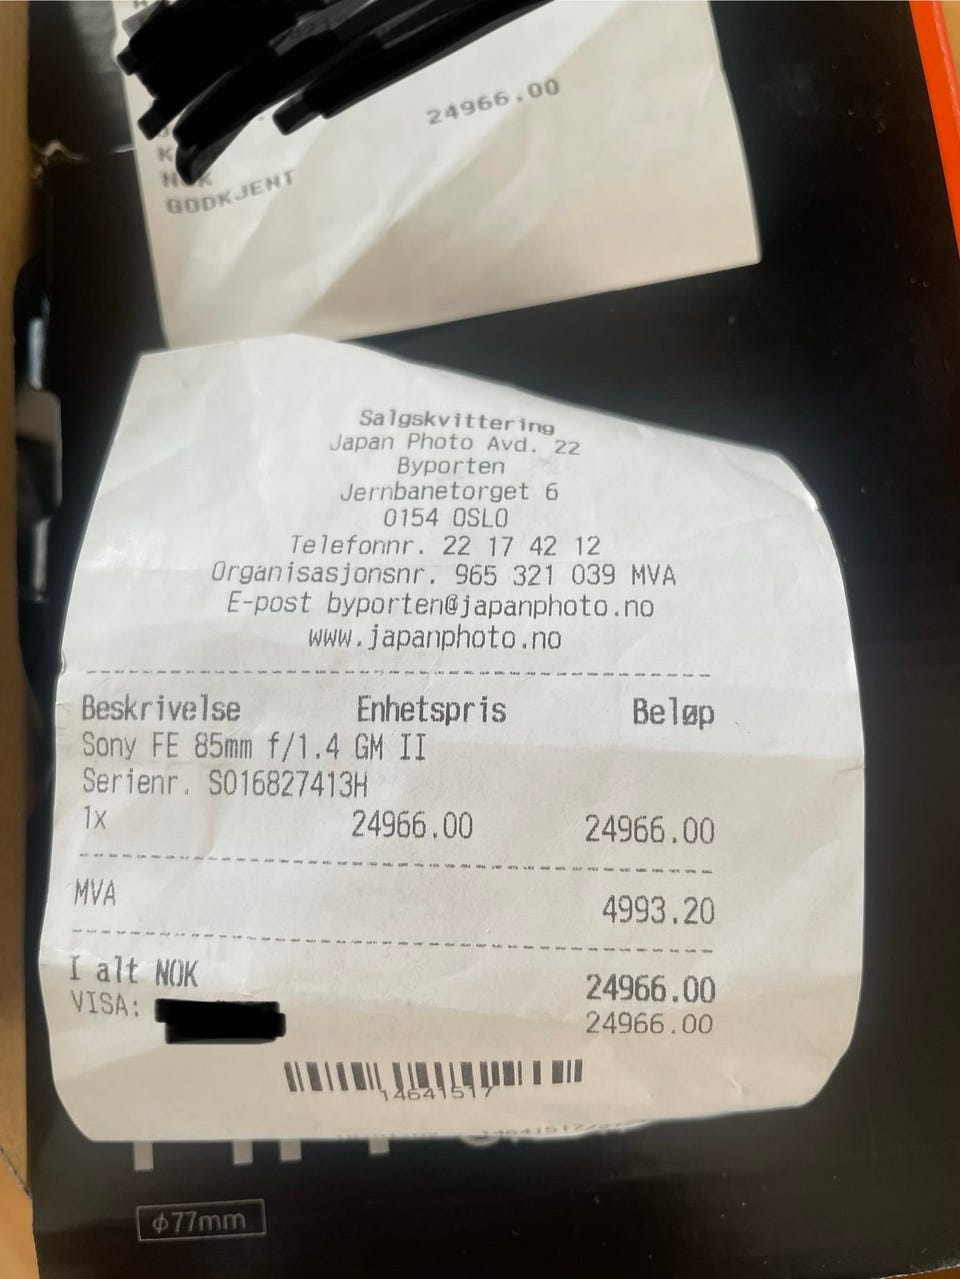 24966.00
GODKJENT
Salgskvittering
Japan Photo Avd. 22
Byporten
Jernbanetorget 6
0154 OSLO
Telefonnr. 22 17 42 12
Organisasjonsnr. 965 321 039 MVA
E-post byporten@japanphoto.no
www.japanphoto.no
Beskrivelse Enhetspris Beløp
Sony FE 85mm f/1.4 GM II
Serienr. S016827413H
1x 24966.00 24966.00
MVA 4993.20
I alt NOK 24966.00
VISA: 24966.00
14641517
ϕ77mm